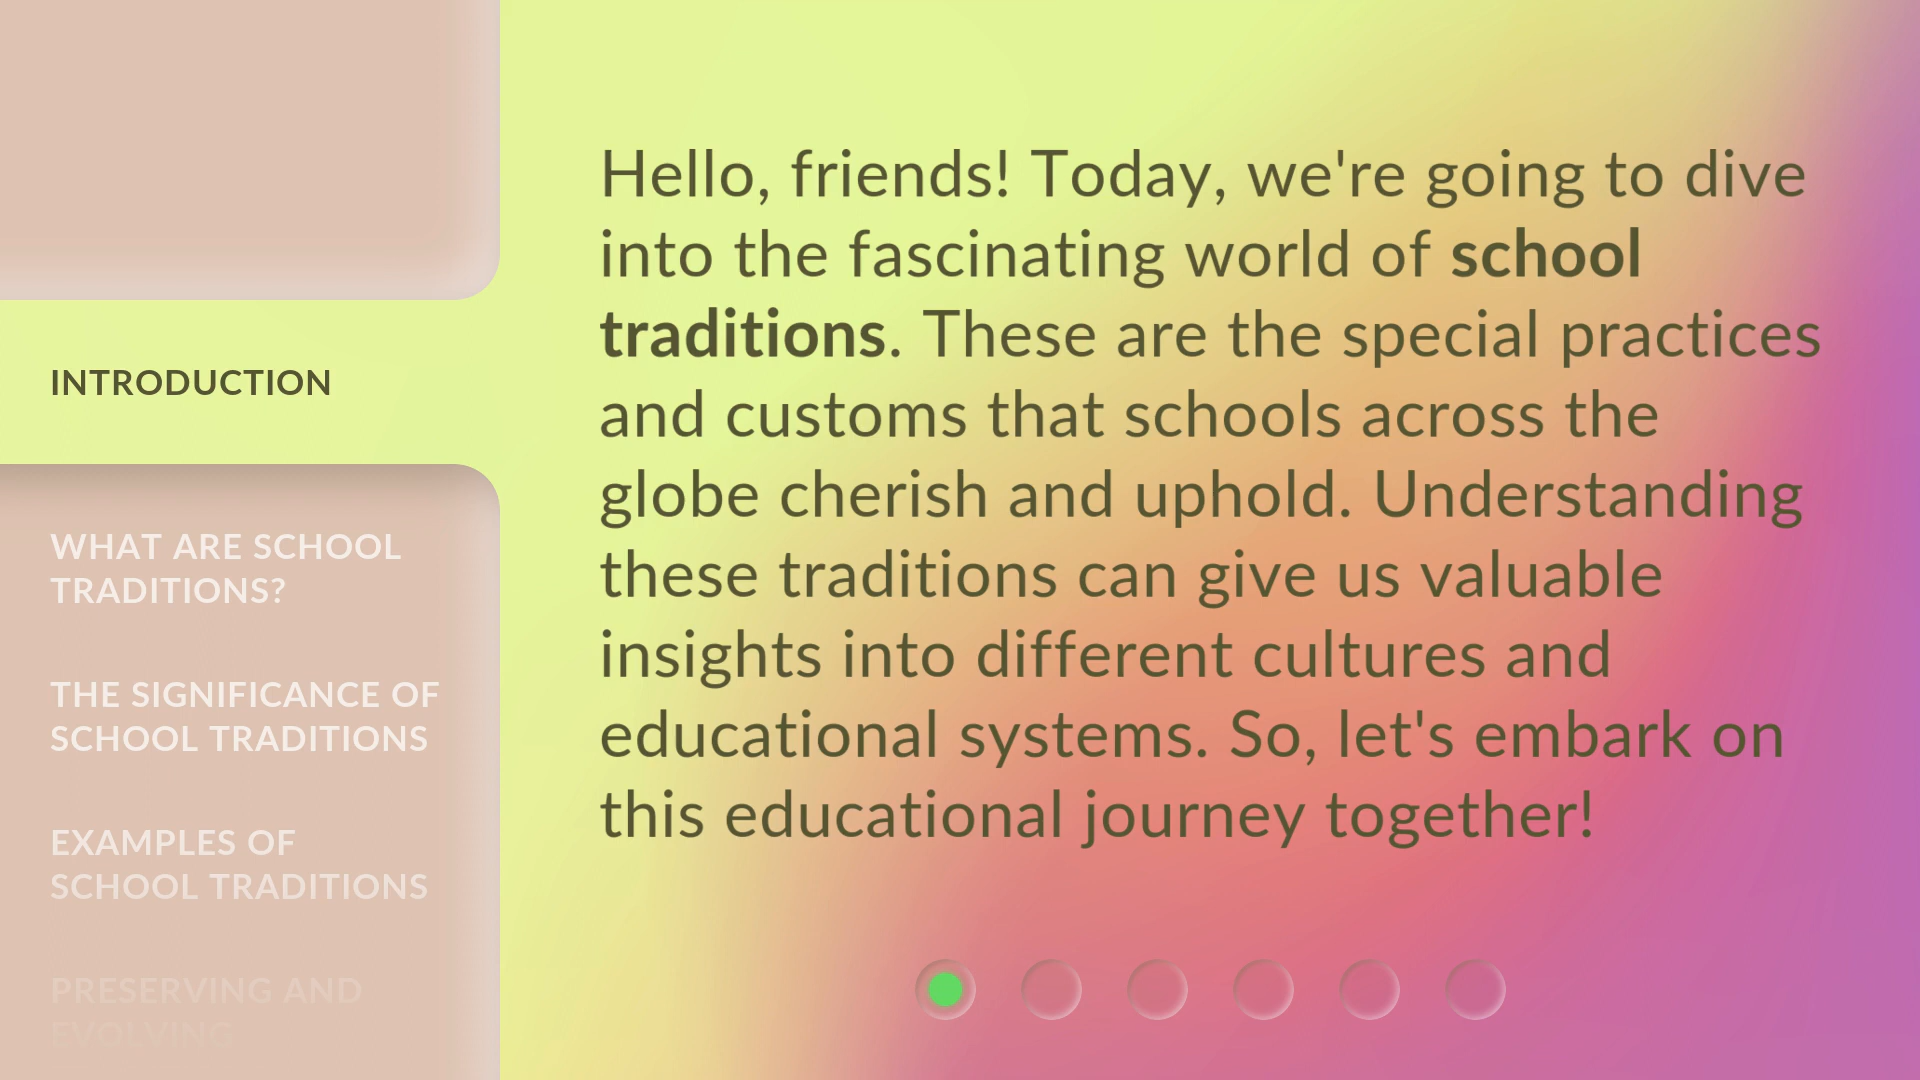 INTRODUCTION
WHAT ARE SCHOOL
TRADITIONS?
THE SIGNIFICANCE OF
SCHOOL TRADITIONS
EXAMPLES OF
SCHOOL TRADITIONS
PRESERVING AND
EVOLVING
Hello, friends! Today, we're going to dive
into the fascinating world of school
traditions. These are the special practices
and customs that schools across the
globe cherish and uphold. Understanding
these traditions can give us valuable
insights into different cultures and
educational systems. So, let's embark on
this educational journey together!